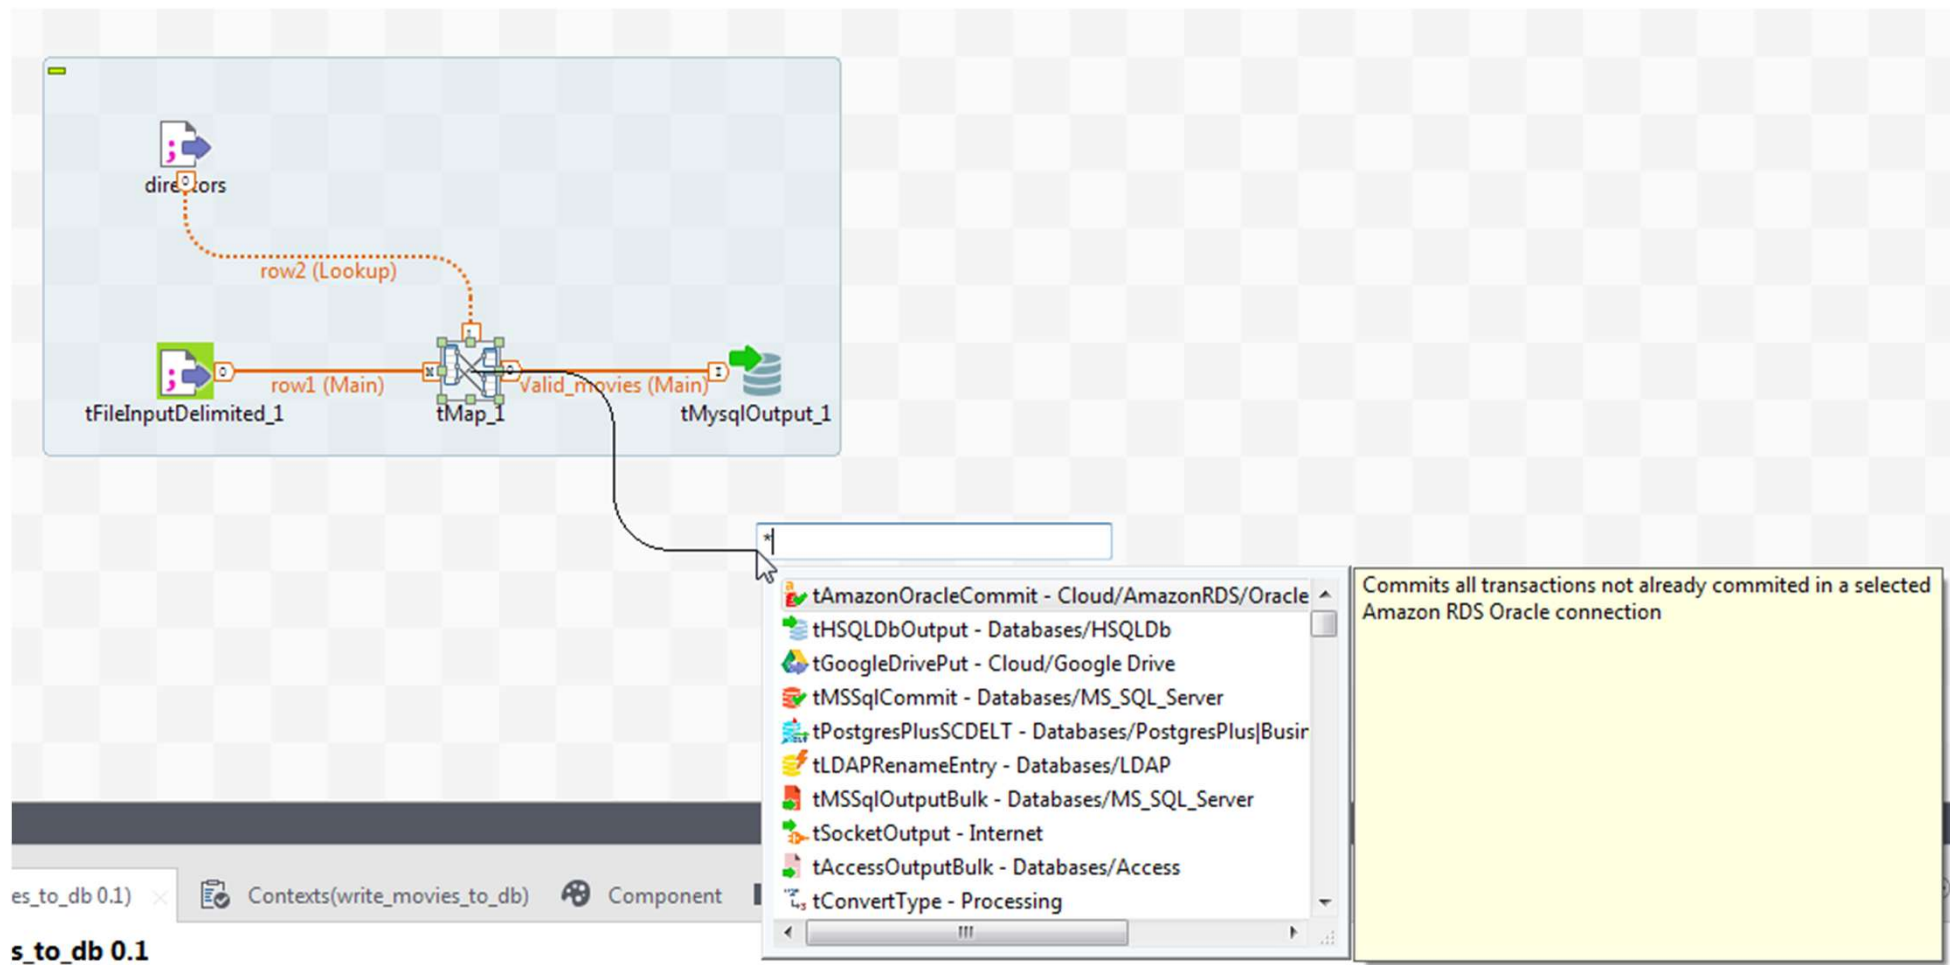 directors
row2 (Lookup)
row1 (Main)
Valid_movies (Main)
tFileInputDelimited_1
tMap_1
tMysqlOutput_1
*
tAmazonOracleCommit - Cloud/AmazonRDS/Oracle
tHSQLDbOutput - Databases/HSQLDb
tGoogleDrivePut - Cloud/Google Drive
tMSSqlCommit - Databases/MS_SQL_Server
tPostgresPlusSCDELT - Databases/PostgresPlus|Busin
tLDAPRenameEntry - Databases/LDAP
tMSSqlOutputBulk - Databases/MS_SQL_Server
tSocketOutput - Internet
tAccessOutputBulk - Databases/Access
tConvertType - Processing
Commits all transactions not already commited in a selected
Amazon RDS Oracle connection
es_to_db 0.1)
Contexts(write_movies_to_db)
Component
s_to_db 0.1